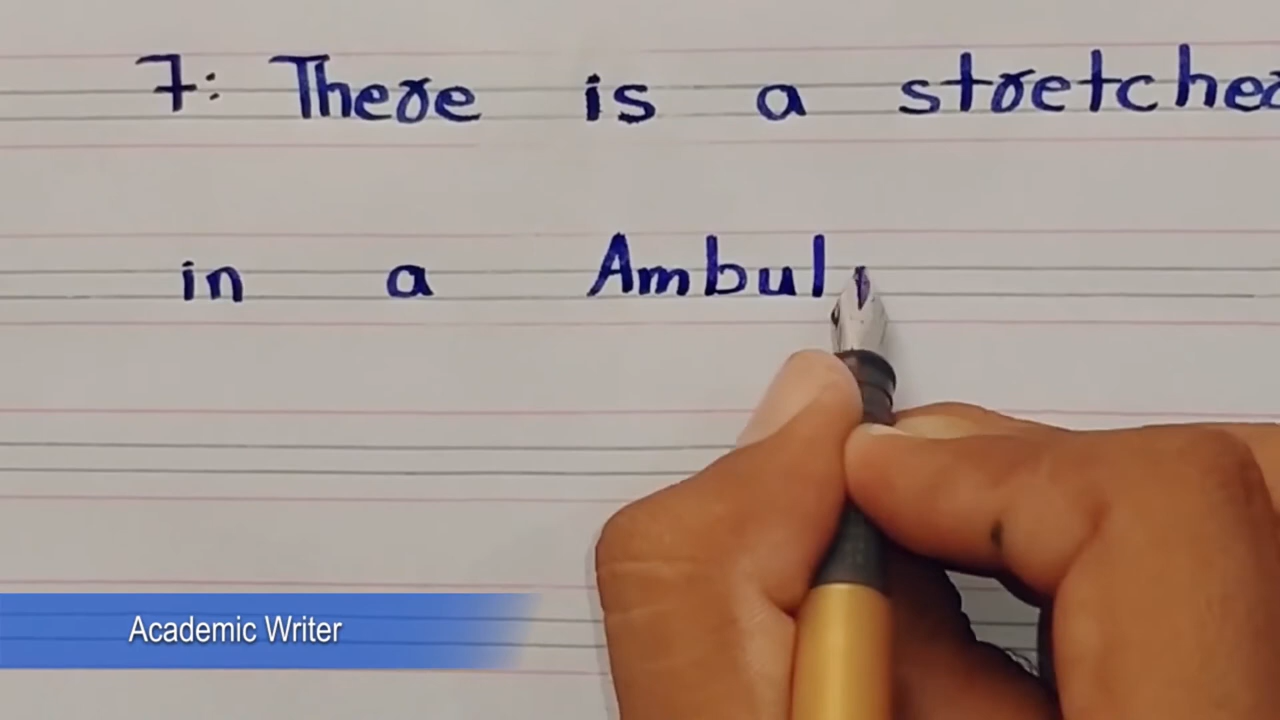 7: There is a stretche
in a Ambul
Academic Writer